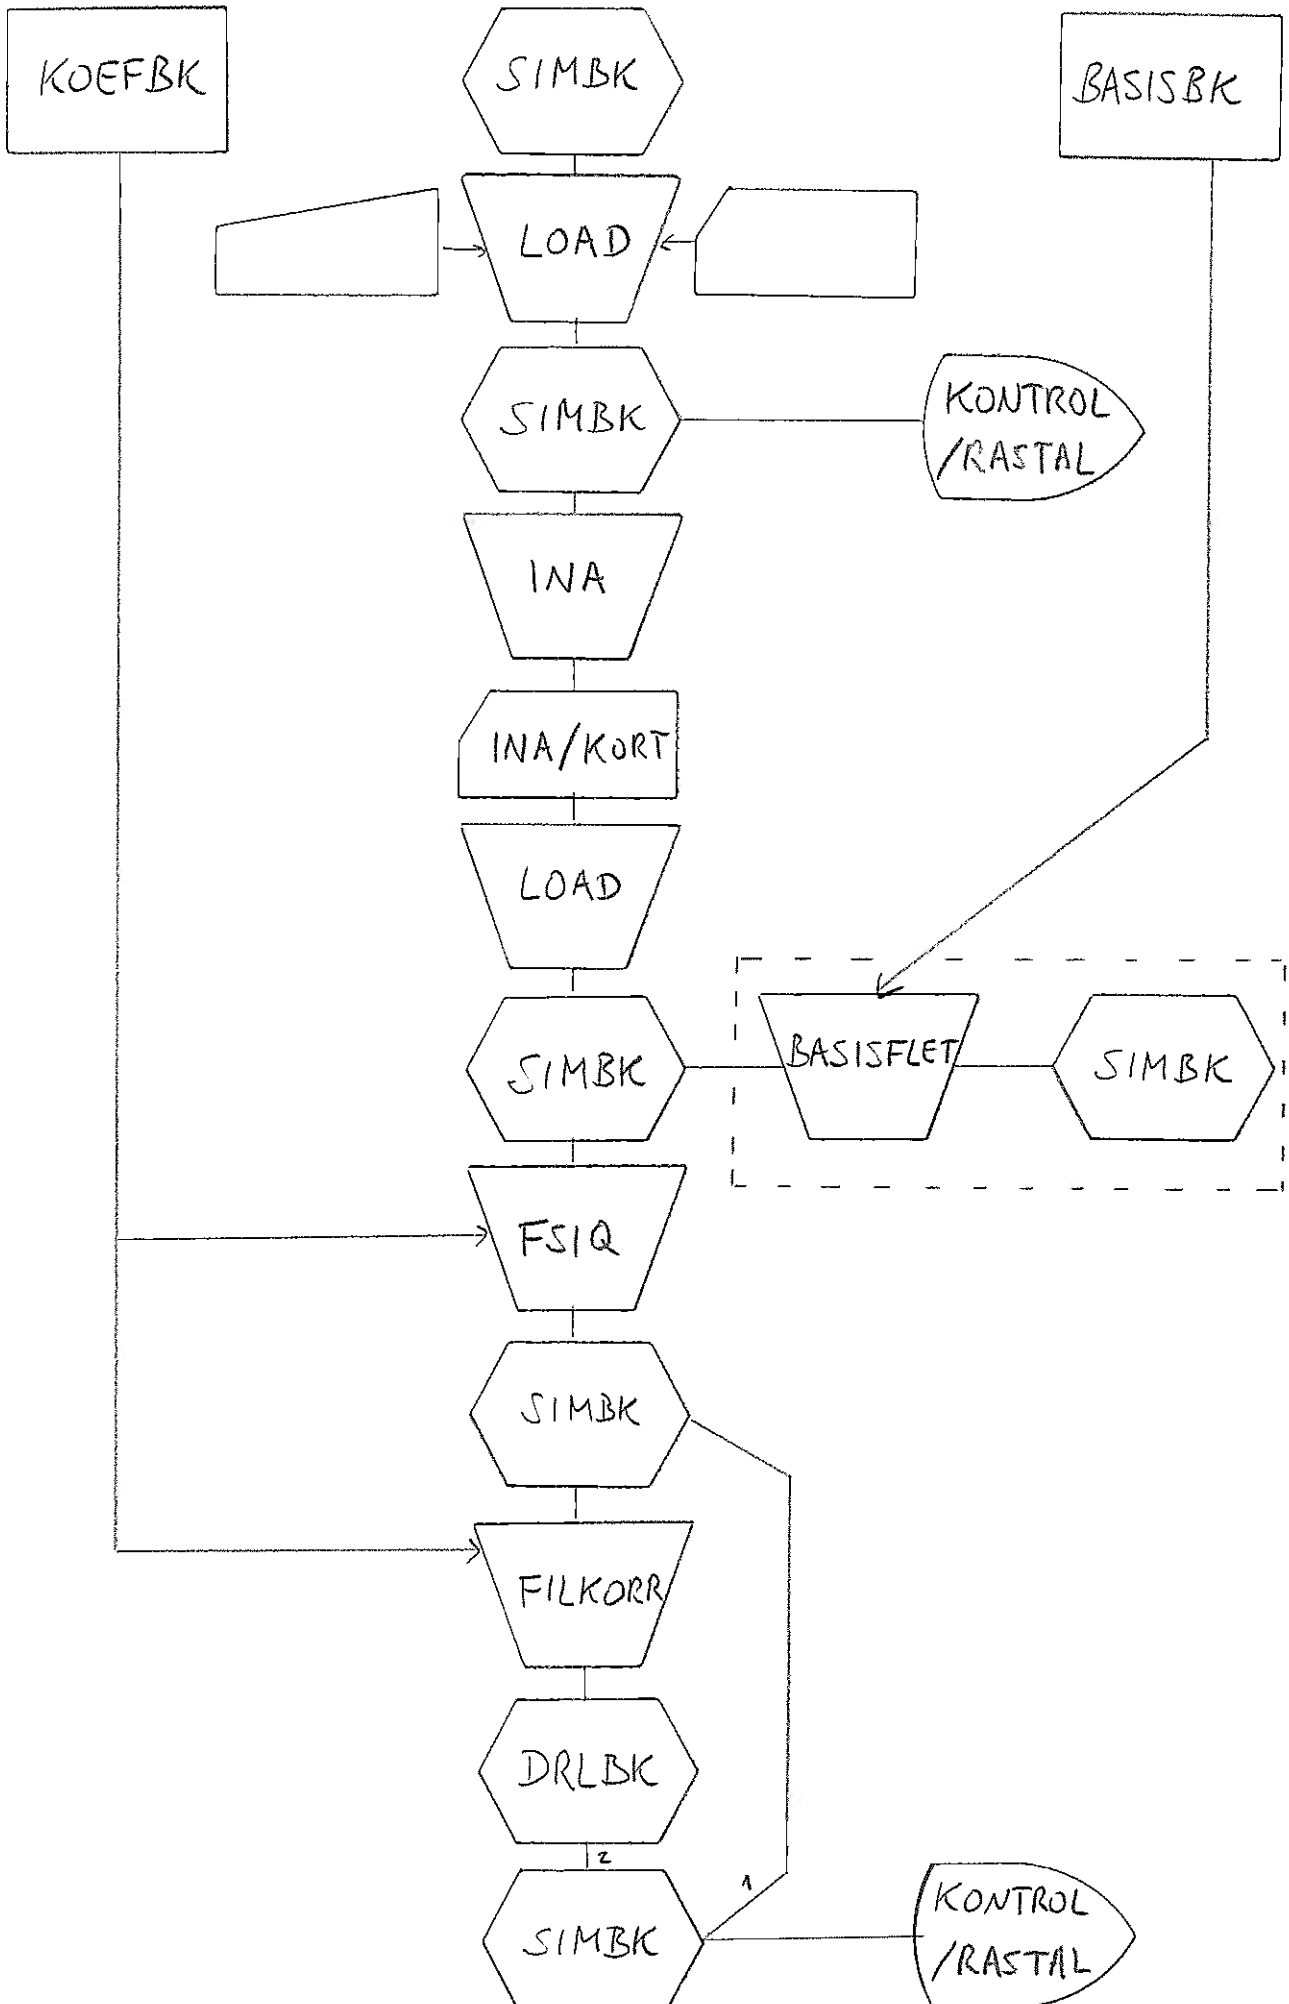 KOEFBK
SIMBK
BASISBK
LOAD
SIMBK
KONTROL
/RASTAL
INA
INA/KORT
LOAD
SIMBK
BASISFLET
SIMBK
FSIQ
SIMBK
FILKORR
DRLBK
2
1
SIMBK
KONTROL
/RASTAL